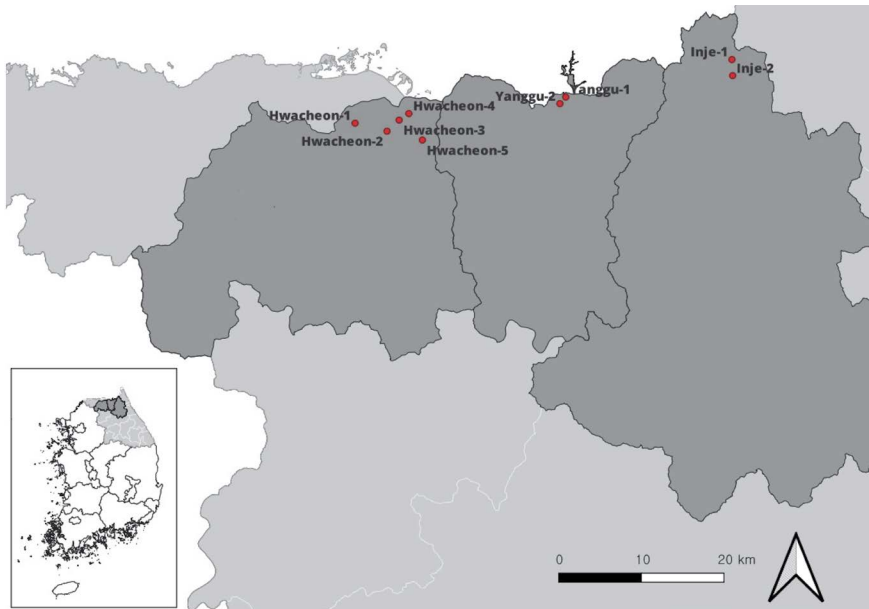 Inje-1
Inje-2
Yanggu-1
Yanggu-2
Hwacheon-4
Hwacheon-1
Hwacheon-3
Hwacheon-2
Hwacheon-5
0 10 20 km